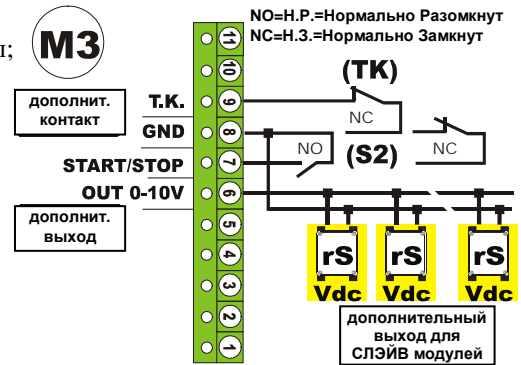 NO=Н.Р.=Нормально Разомкнут
NC=Н.З.=Нормально Замкнут
;
M3
11
10
9
8
7
6
5
4
3
2
1
дополнит.
контакт
T.K.
GND
START/STOP
OUT 0-10V
дополнит.
выход
(TK)
NC
NO
(S2)
NC
rS
rS
rS
Vdc
Vdc
Vdc
дополнительный
выход для
СЛЭЙВ модулей